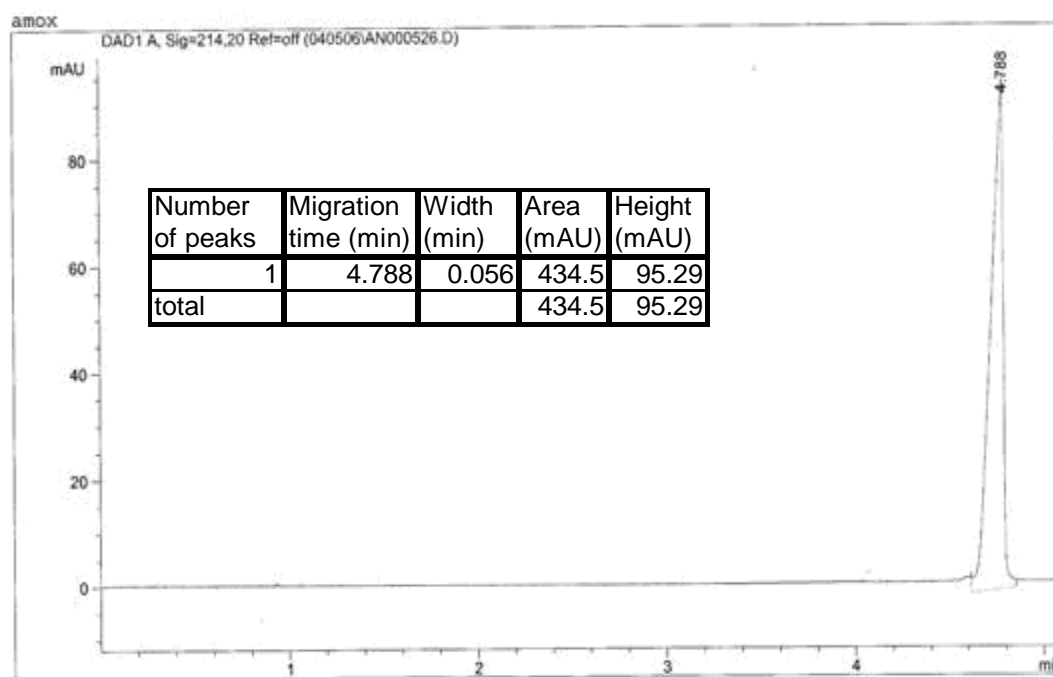 amox
DAD1 A, Sig=214,20 Ref=off (040506\AN000526.D)
mAU
4.788
80
Number of peaks Migration time (min) Width (min) Area (mAU) Height (mAU)
1 4.788 0.056 434.5 95.29
total 434.5 95.29
60
40
20
0
1 2 3 4